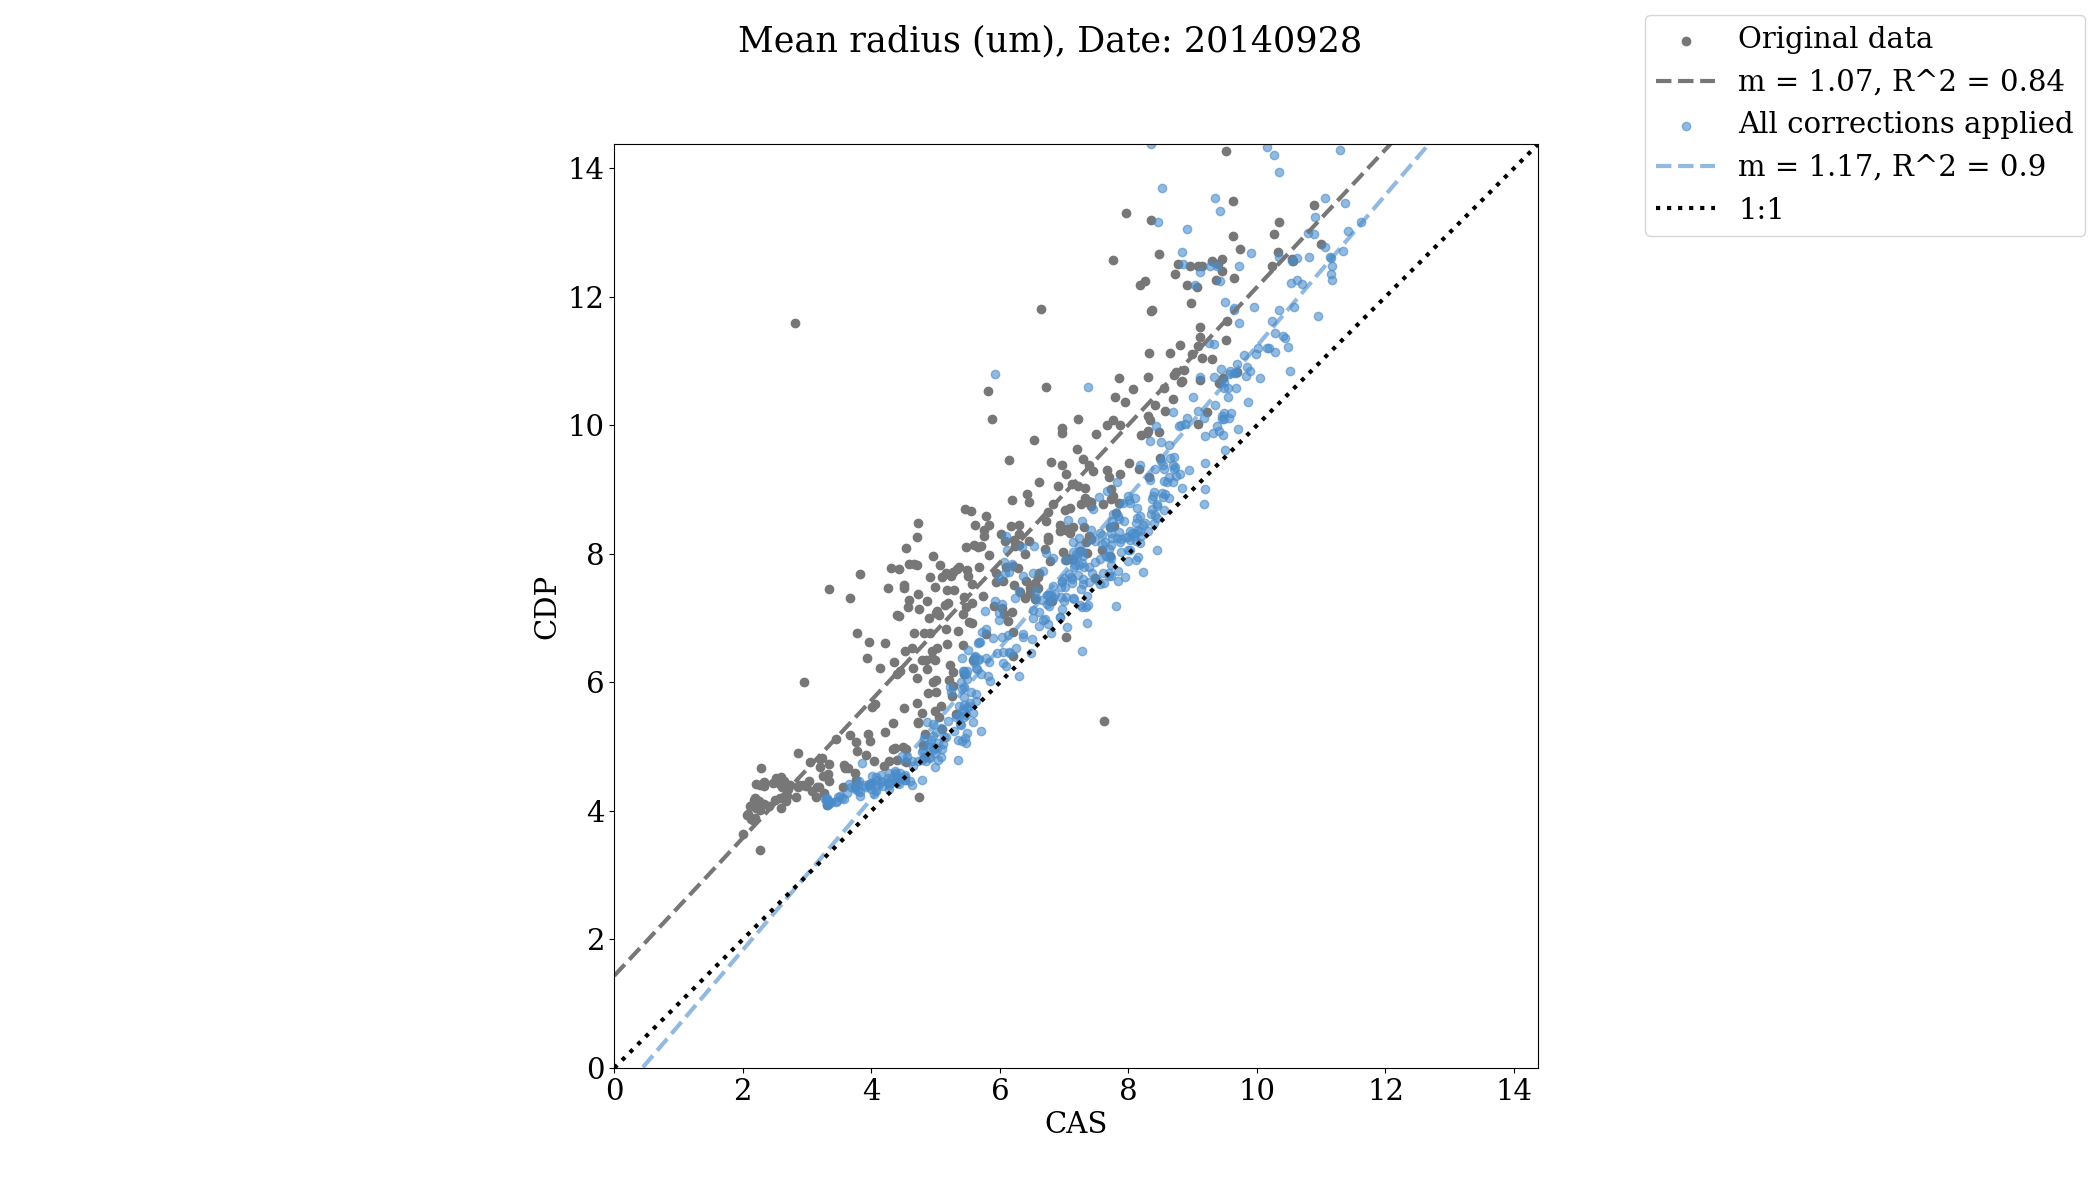 Mean radius (um), Date: 20140928
Original data
m = 1.07, R^2 = 0.84
All corrections applied
m = 1.17, R^2 = 0.9
1:1
14
12
10
8
6
4
2
0
CDP
0 2 4 6 8 10 12 14
CAS